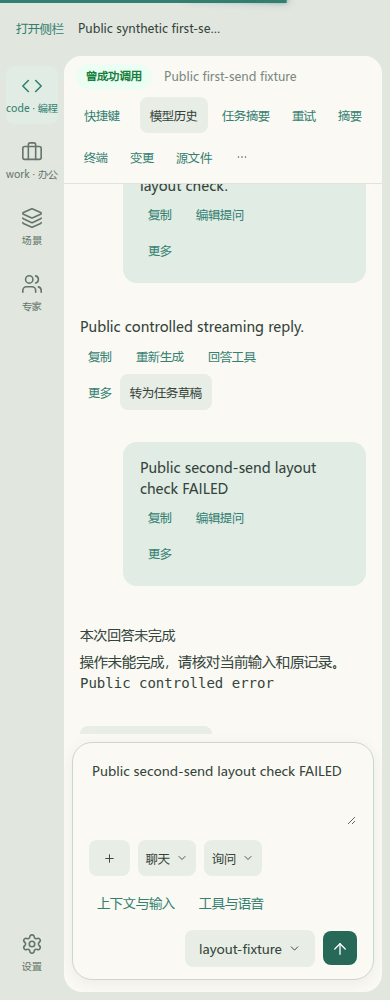 打开侧栏 Public synthetic first-se...
曾成功调用 Public first-send fixture
快捷键 模型历史 任务摘要 重试 摘要
终端 变更 源文件 ...
code · 编程
work · 办公
场景
专家
设置
layout check.
复制 编辑提问
更多
Public controlled streaming reply.
复制 重新生成 回答工具
更多 转为任务草稿
Public second-send layout
check FAILED
复制 编辑提问
更多
本次回答未完成
操作未能完成，请核对当前输入和原记录。
Public controlled error
Public second-send layout check FAILED
+ 聊天 询问
上下文与输入 工具与语音
layout-fixture